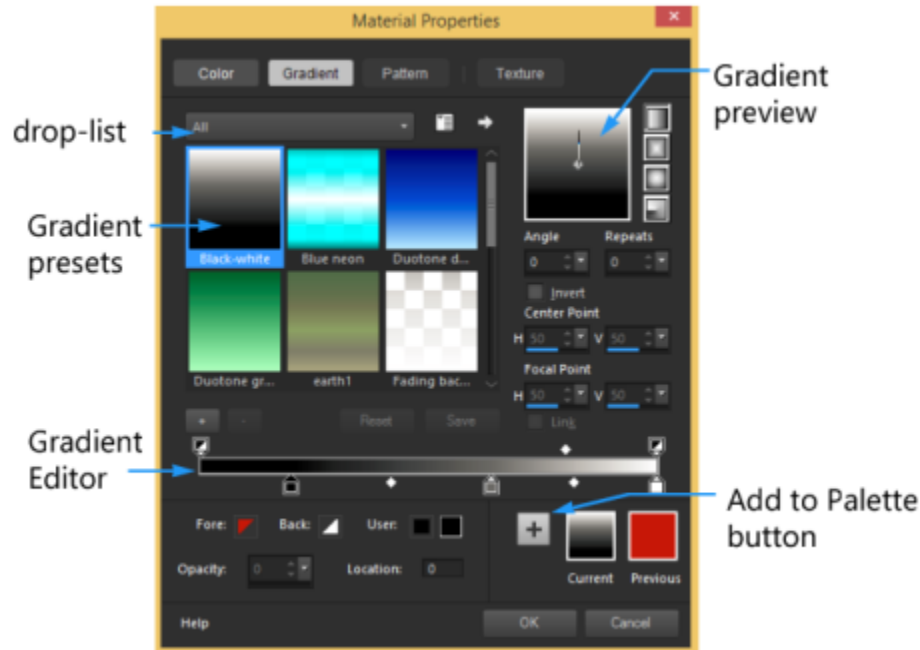 Material Properties
Color Gradient Pattern Texture
Gradient
preview
drop-list
All
Gradient
presets
Black-white Blue neon Duotone d...
Angle Repeats
0 0
Invert
Center Point
H 50 V 50
Focal Point
H 50 V 50
Link
Duotone gr... earth1 Fading bac...
+ - Reset Save
Gradient
Editor
Add to Palette
button
Fore: Back: User:
+
Opacity: 0 Location: 0
Current Previous
Help OK Cancel